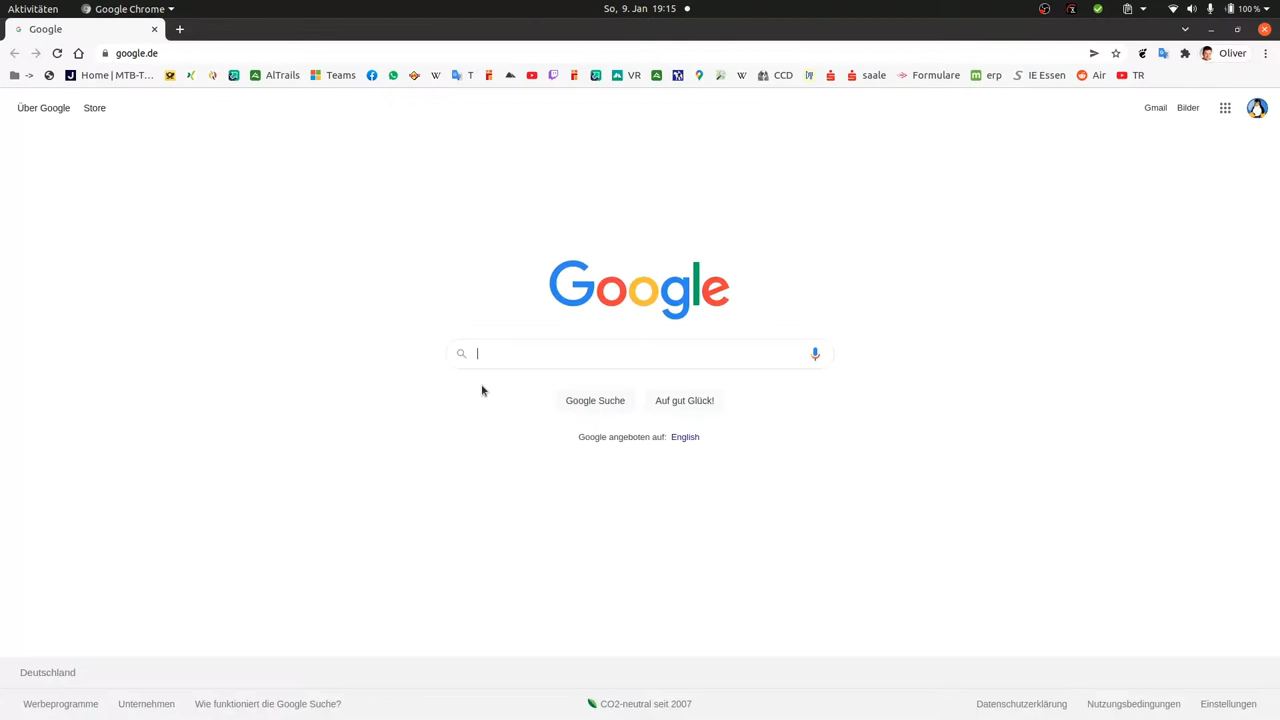 Aktivitäten Google Chrome So, 9. Jan 19:15 100 %
Google
google.de Oliver
-> Home | MTB-T… AllTrails Teams W T VR W CCD saale Formulare erp IE Essen Air TR
Über Google Store Gmail Bilder
Google
Google Suche Auf gut Glück!
Google angeboten auf: English
Deutschland
Werbeprogramme Unternehmen Wie funktioniert die Google Suche? CO2-neutral seit 2007 Datenschutzerklärung Nutzungsbedingungen Einstellungen